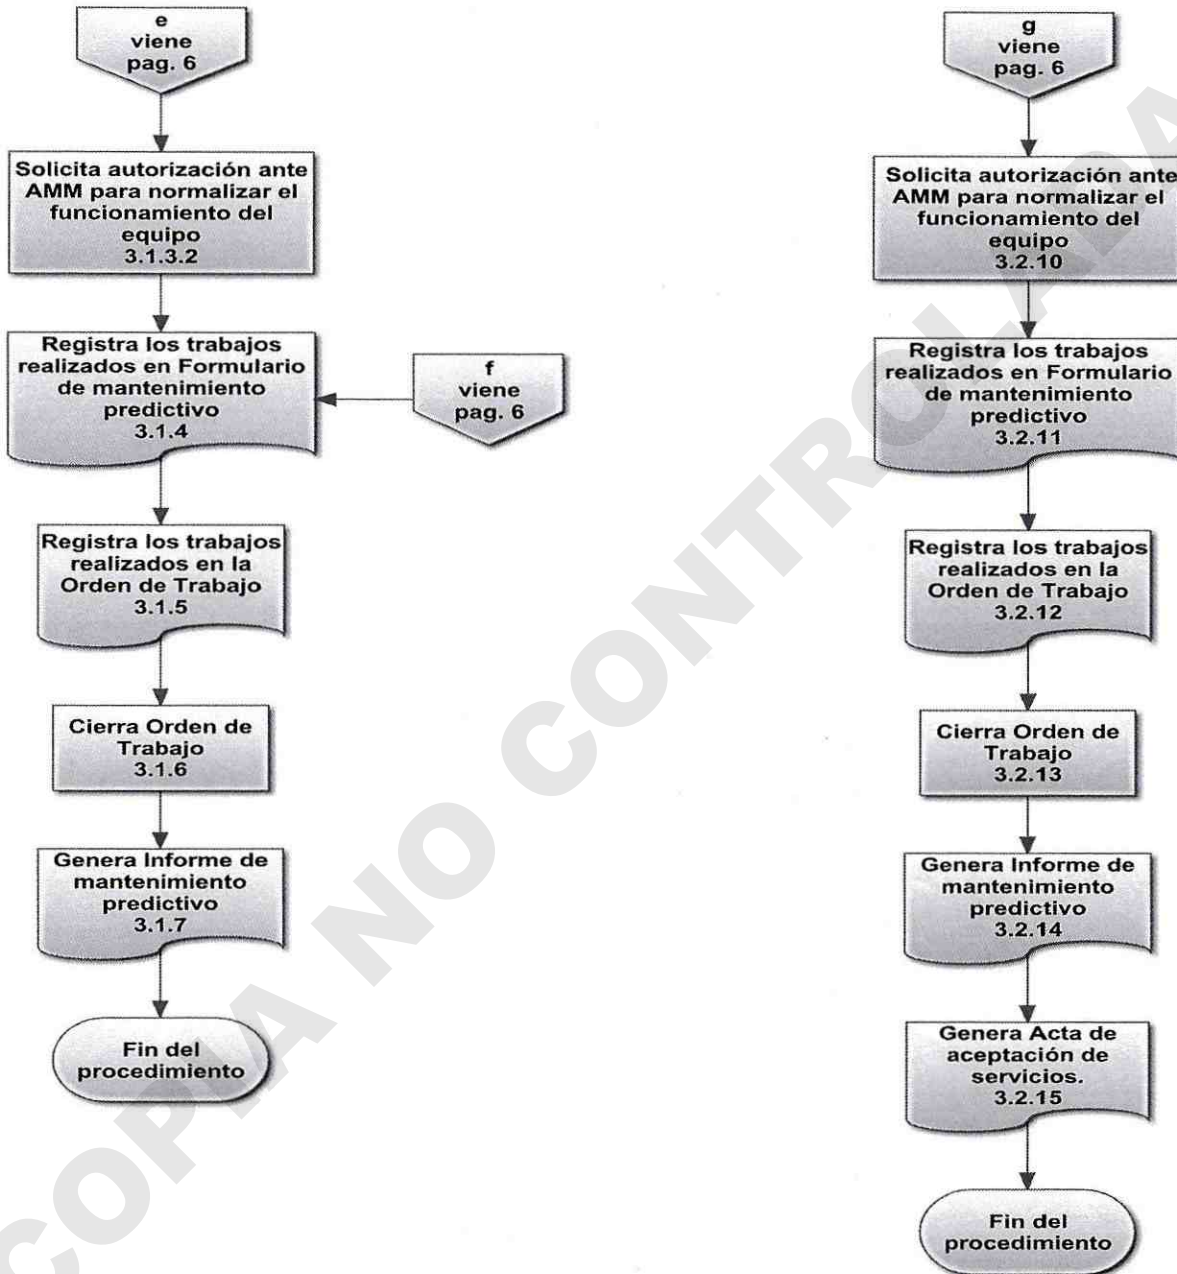 e
viene
pag. 6
Solicita autorización ante
AMM para normalizar el
funcionamiento del
equipo
3.1.3.2
Registra los trabajos
realizados en Formulario
de mantenimiento
predictivo
3.1.4
f
viene
pag. 6
Registra los trabajos
realizados en la
Orden de Trabajo
3.1.5
Cierra Orden de
Trabajo
3.1.6
Genera Informe de
mantenimiento
predictivo
3.1.7
Fin del
procedimiento
g
viene
pag. 6
Solicita autorización ante
AMM para normalizar el
funcionamiento del
equipo
3.2.10
Registra los trabajos
realizados en Formulario
de mantenimiento
predictivo
3.2.11
Registra los trabajos
realizados en la
Orden de Trabajo
3.2.12
Cierra Orden de
Trabajo
3.2.13
Genera Informe de
mantenimiento
predictivo
3.2.14
Genera Acta de
aceptación de
servicios.
3.2.15
Fin del
procedimiento
COPIA NO CONTROLADA